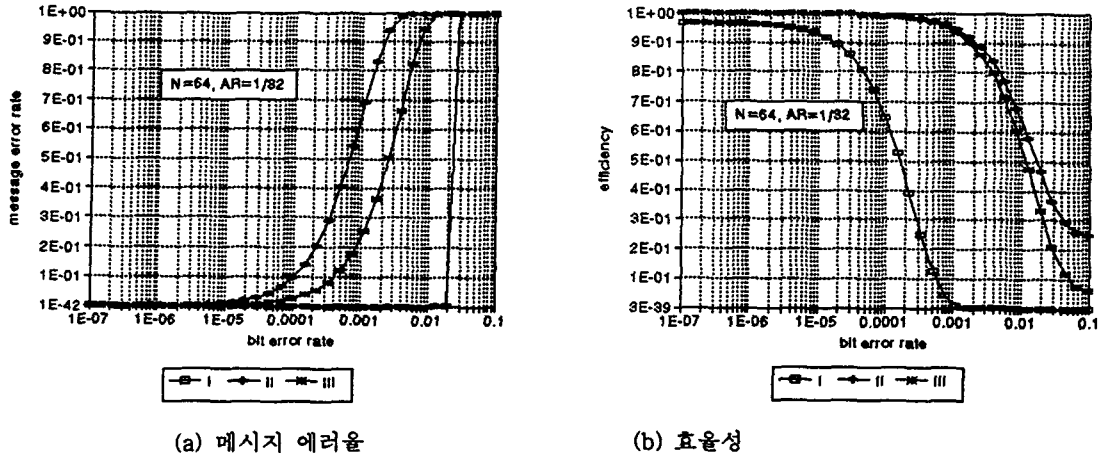 message error rate
1E+00
9E-01
8E-01
7E-01
6E-01
5E-01
4E-01
3E-01
2E-01
1E-01
1E-42
N=64, AR=1/32
1E-07 1E-06 1E-05 0.0001 0.001 0.01 0.1
bit error rate
I II III
(a) 메시지 에러율
efficiency
1E+00
9E-01
8E-01
7E-01
6E-01
5E-01
4E-01
3E-01
2E-01
1E-01
3E-39
N=64, AR=1/32
1E-07 1E-06 1E-05 0.0001 0.001 0.01 0.1
bit error rate
I II III
(b) 효율성